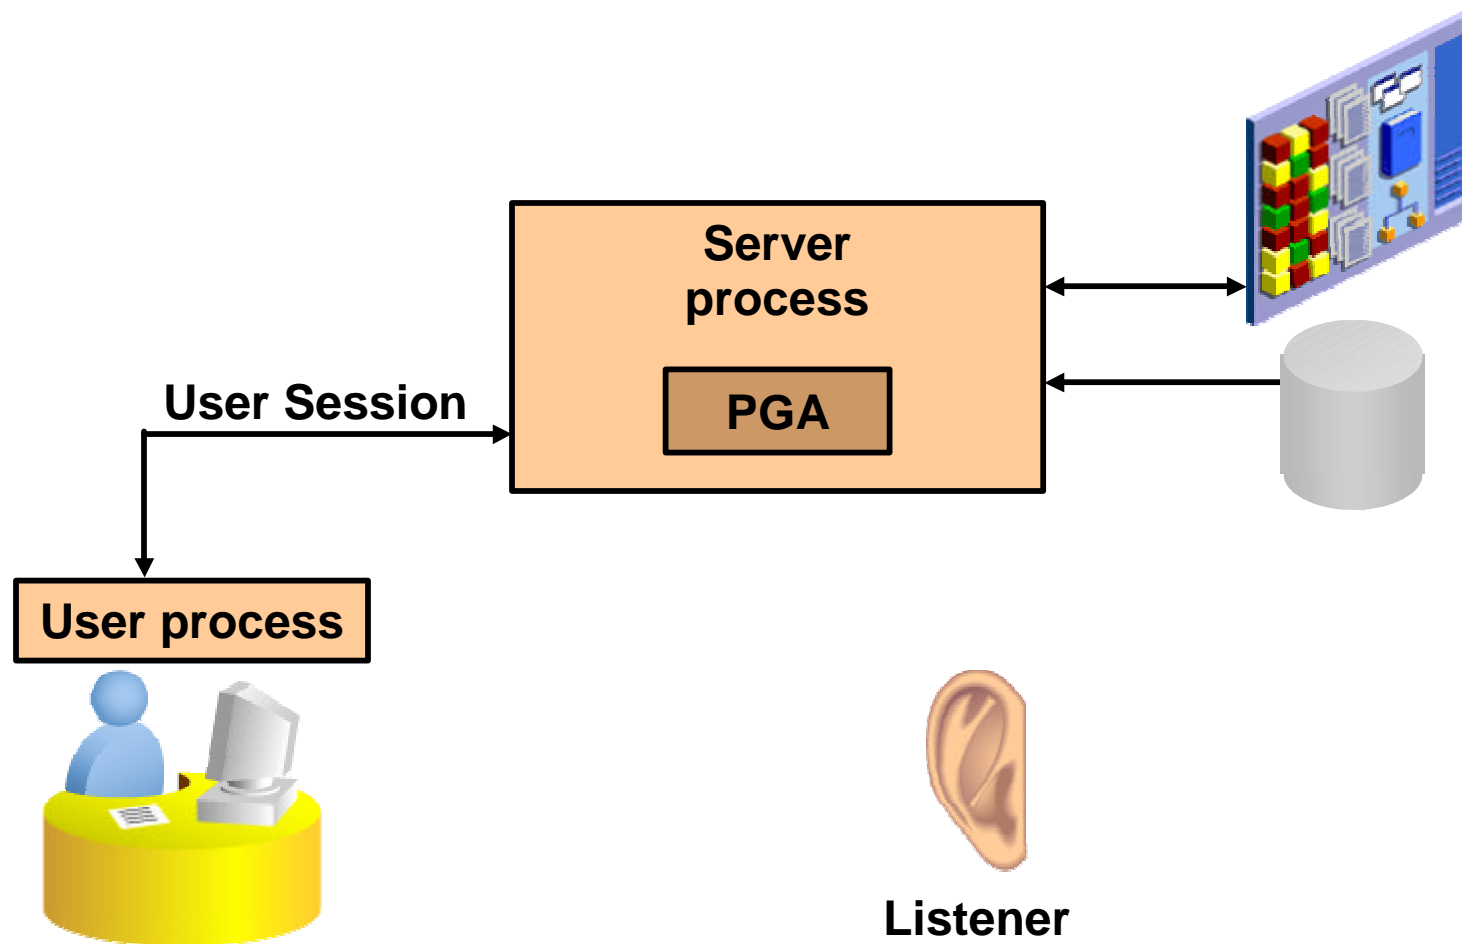 Server
process
PGA
User Session
User process
Listener